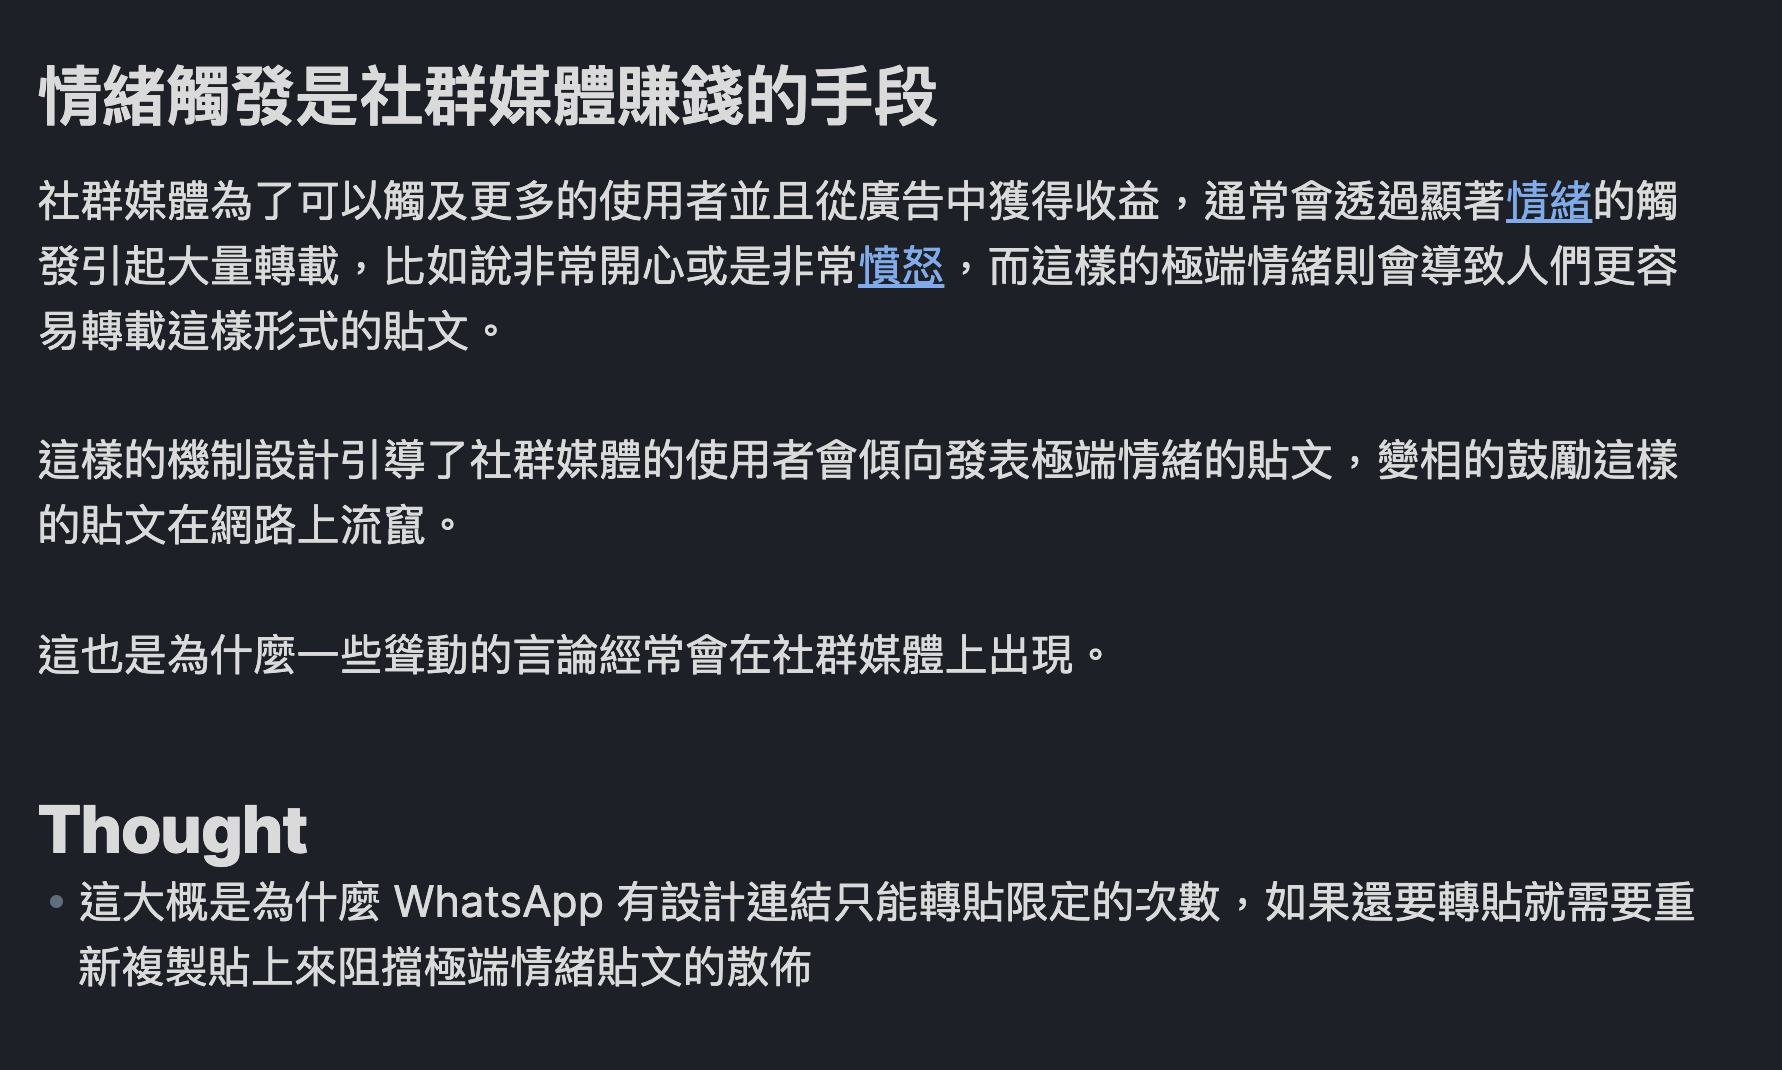 情緒觸發是社群媒體賺錢的手段
社群媒體為了可以觸及更多的使用者並且從廣告中獲得收益，通常會透過顯著情緒的觸
發引起大量轉載，比如說非常開心或是非常憤怒，而這樣的極端情緒則會導致人們更容
易轉載這樣形式的貼文。
這樣的機制設計引導了社群媒體的使用者會傾向發表極端情緒的貼文，變相的鼓勵這樣
的貼文在網路上流竄。
這也是為什麼一些聳動的言論經常會在社群媒體上出現。
Thought
• 這大概是為什麼 WhatsApp 有設計連結只能轉貼限定的次數，如果還要轉貼就需要重
新複製貼上來阻擋極端情緒貼文的散佈